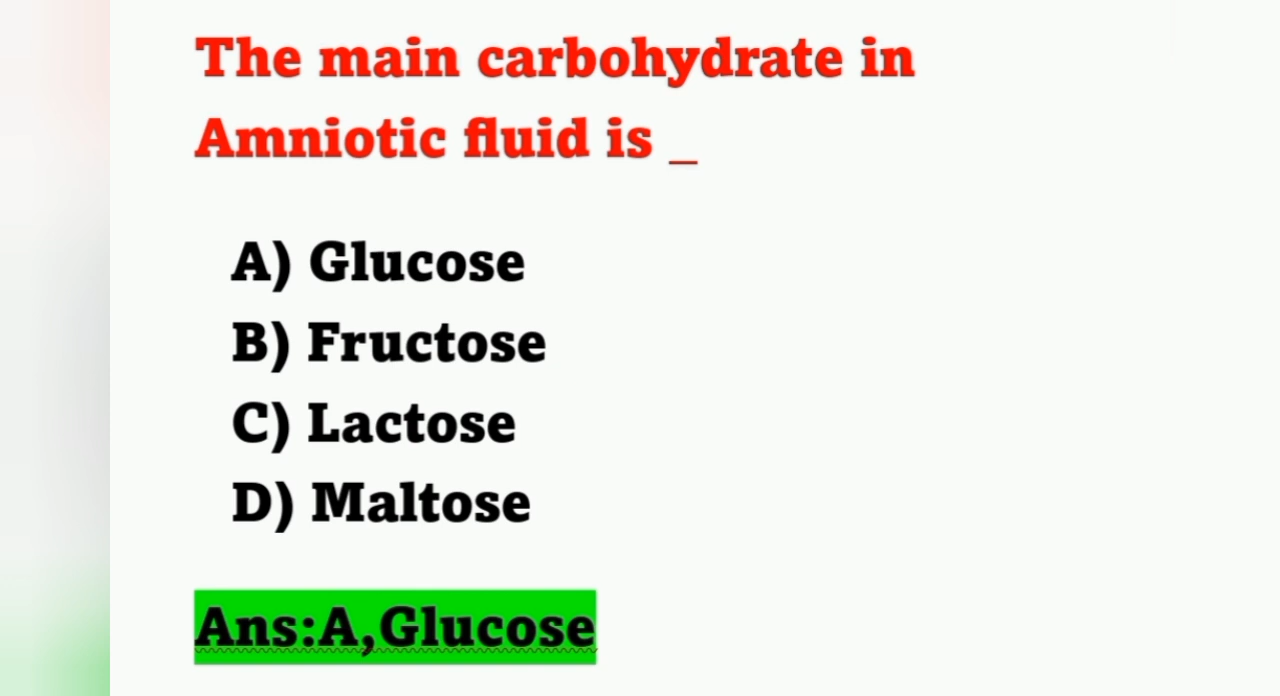 The main carbohydrate in
Amniotic fluid is _
A) Glucose
B) Fructose
C) Lactose
D) Maltose
Ans:A,Glucose